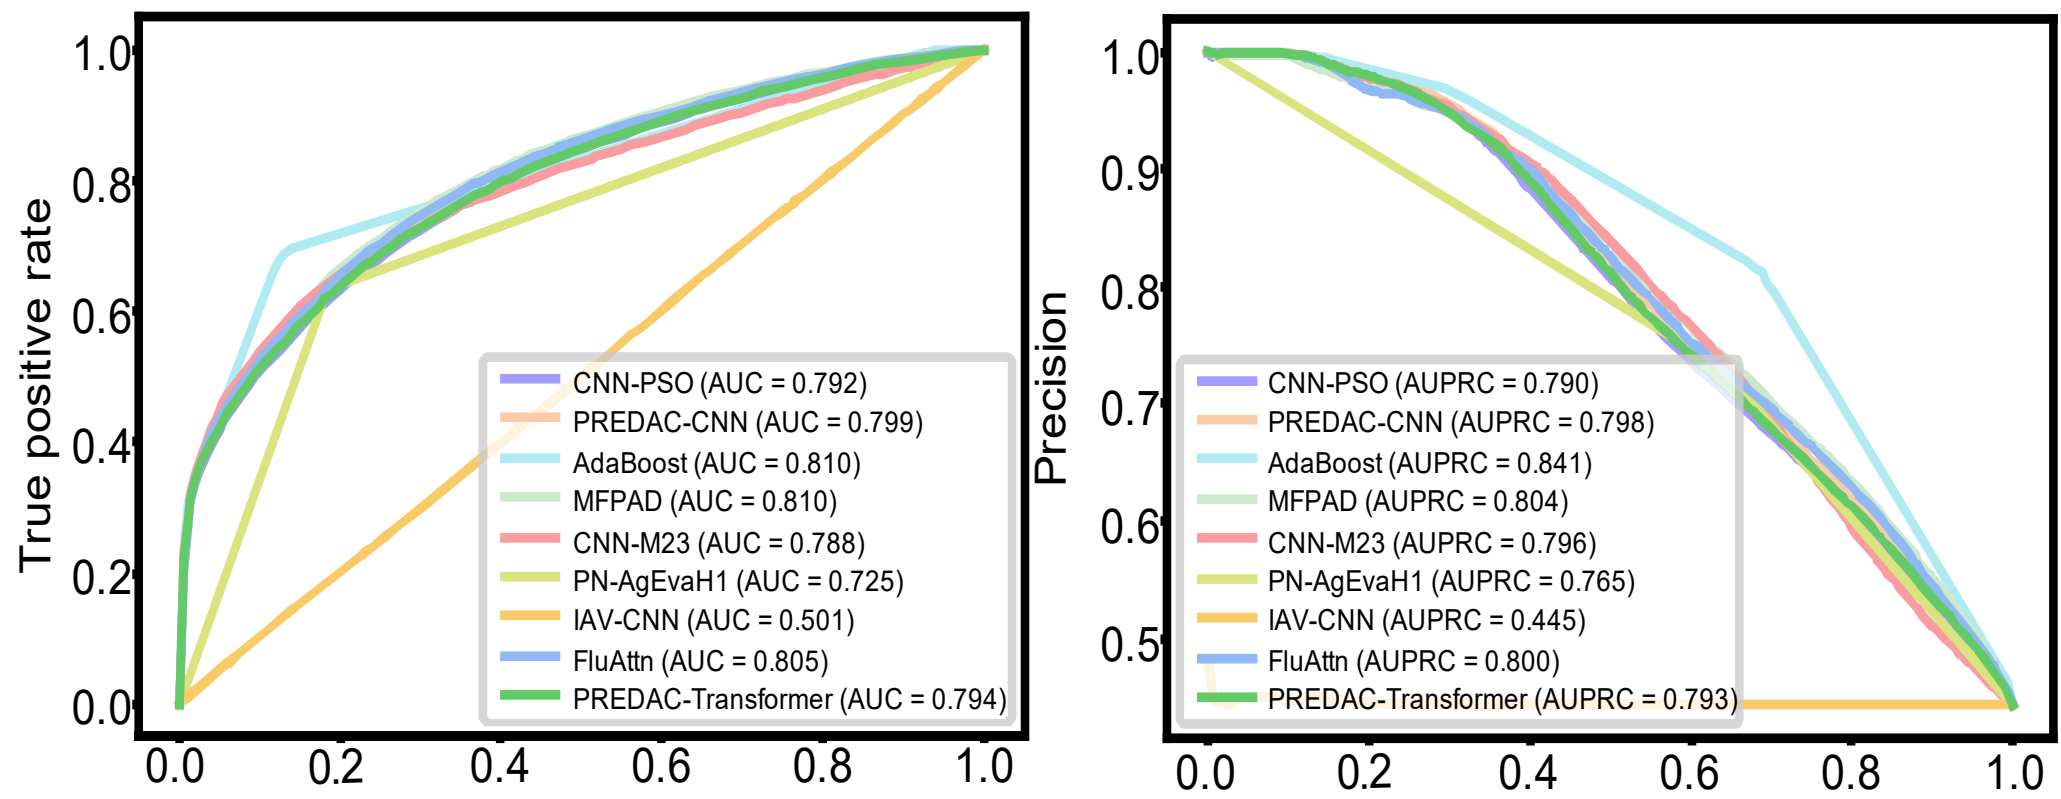 True positive rate
1.0
0.8
0.6
0.4
0.2
0.0
CNN-PSO (AUC = 0.792)
PREDAC-CNN (AUC = 0.799)
AdaBoost (AUC = 0.810)
MFPAD (AUC = 0.810)
CNN-M23 (AUC = 0.788)
PN-AgEvaH1 (AUC = 0.725)
IAV-CNN (AUC = 0.501)
FluAttn (AUC = 0.805)
PREDAC-Transformer (AUC = 0.794)
0.0 0.2 0.4 0.6 0.8 1.0
Precision
1.0
0.9
0.8
0.7
0.6
0.5
CNN-PSO (AUPRC = 0.790)
PREDAC-CNN (AUPRC = 0.798)
AdaBoost (AUPRC = 0.841)
MFPAD (AUPRC = 0.804)
CNN-M23 (AUPRC = 0.796)
PN-AgEvaH1 (AUPRC = 0.765)
IAV-CNN (AUPRC = 0.445)
FluAttn (AUPRC = 0.800)
PREDAC-Transformer (AUPRC = 0.793)
0.0 0.2 0.4 0.6 0.8 1.0